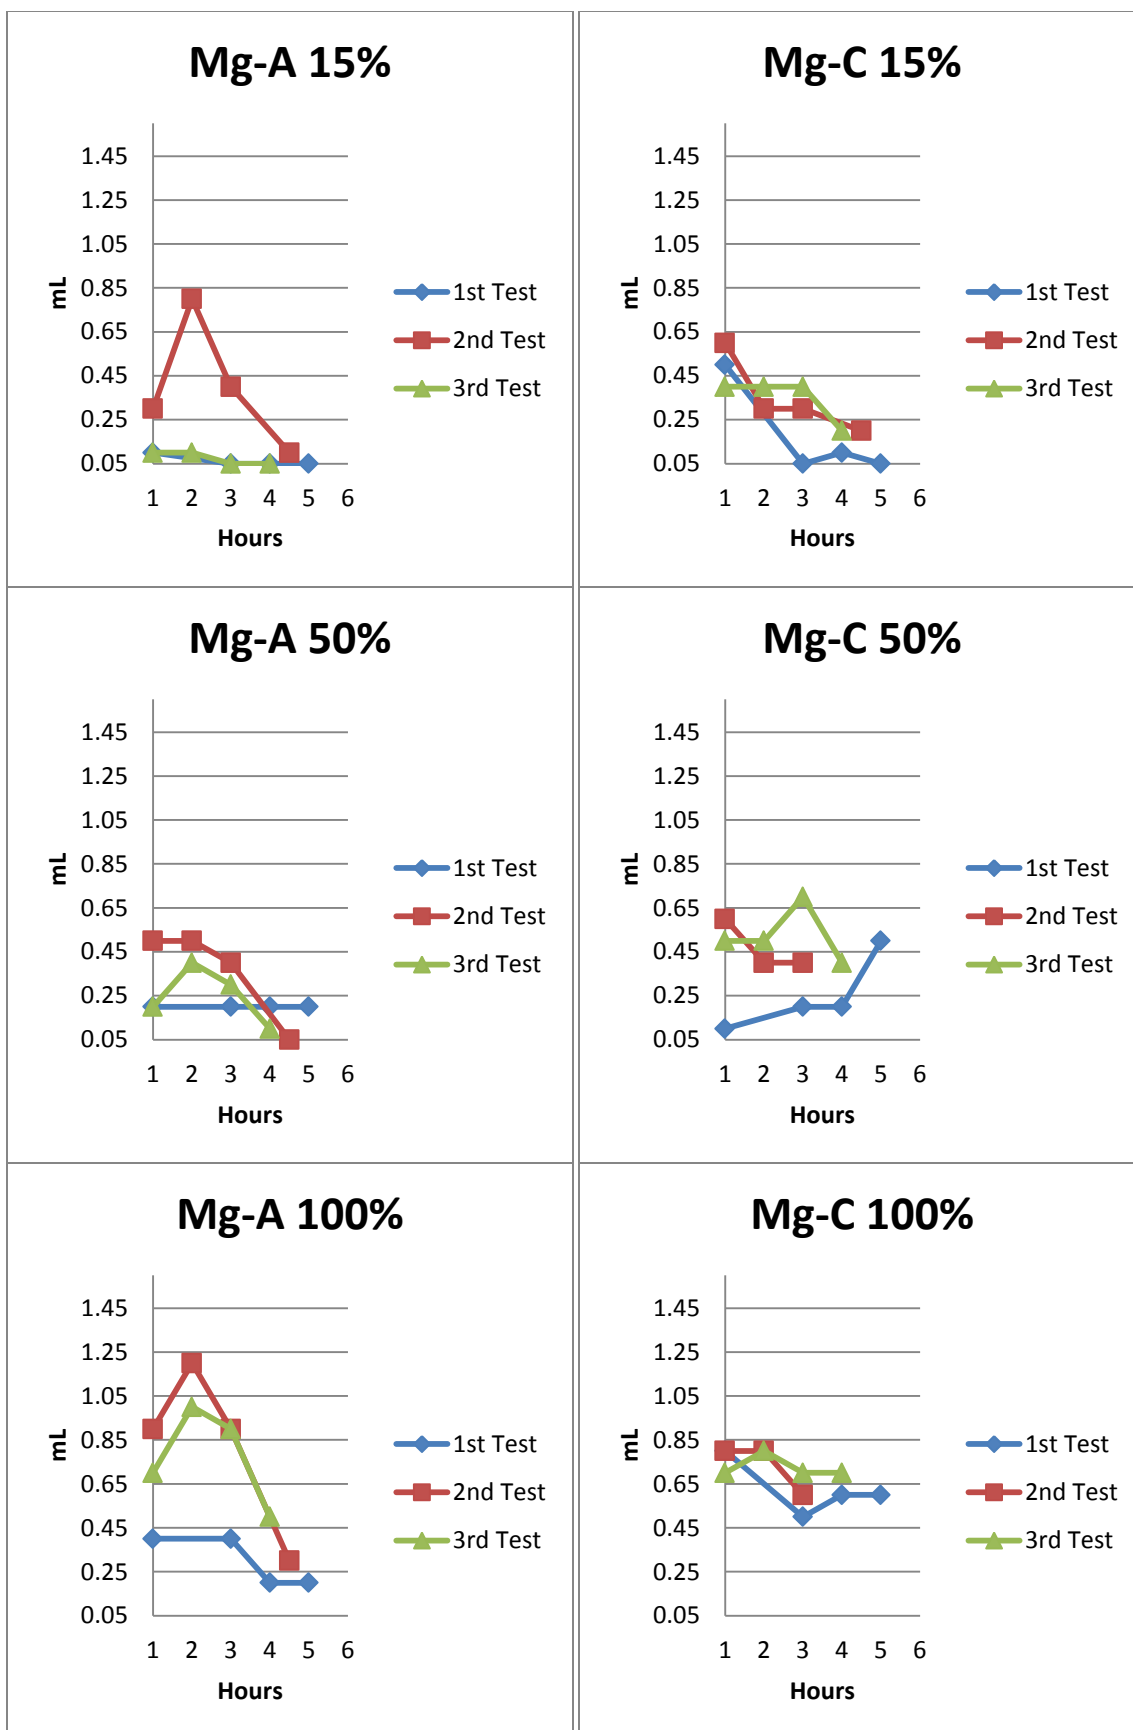 Mg-A 15%
1.45
1.25
1.05
0.85
0.65
0.45
0.25
0.05
mL
1 2 3 4 5 6
Hours
1st Test
2nd Test
3rd Test
Mg-C 15%
1.45
1.25
1.05
0.85
0.65
0.45
0.25
0.05
mL
1 2 3 4 5 6
Hours
1st Test
2nd Test
3rd Test
Mg-A 50%
1.45
1.25
1.05
0.85
0.65
0.45
0.25
0.05
mL
1 2 3 4 5 6
Hours
1st Test
2nd Test
3rd Test
Mg-C 50%
1.45
1.25
1.05
0.85
0.65
0.45
0.25
0.05
mL
1 2 3 4 5 6
Hours
1st Test
2nd Test
3rd Test
Mg-A 100%
1.45
1.25
1.05
0.85
0.65
0.45
0.25
0.05
mL
1 2 3 4 5 6
Hours
1st Test
2nd Test
3rd Test
Mg-C 100%
1.45
1.25
1.05
0.85
0.65
0.45
0.25
0.05
mL
1 2 3 4 5 6
Hours
1st Test
2nd Test
3rd Test